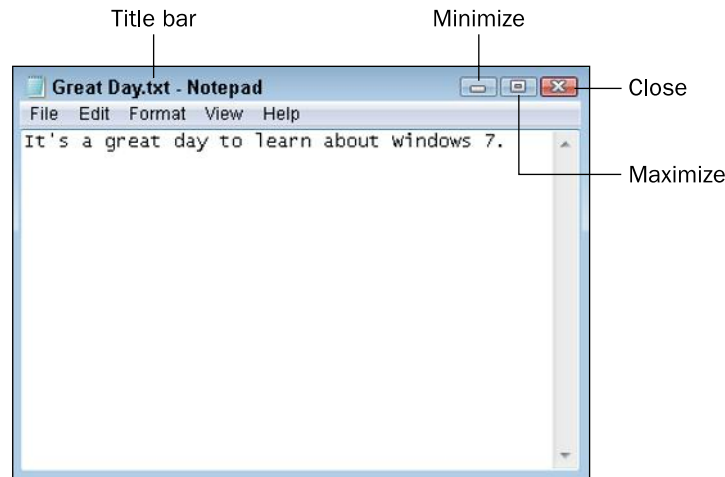 Title bar
Minimize
Great Day.txt - Notepad
Close
File Edit Format View Help
It's a great day to learn about Windows 7.
Maximize